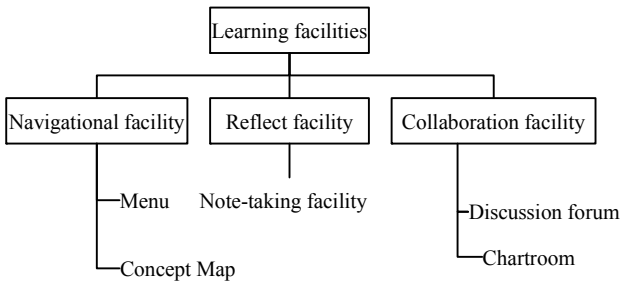 Learning facilities
Navigational facility
Reflect facility
Collaboration facility
Menu
Note-taking facility
Discussion forum
Chartroom
Concept Map